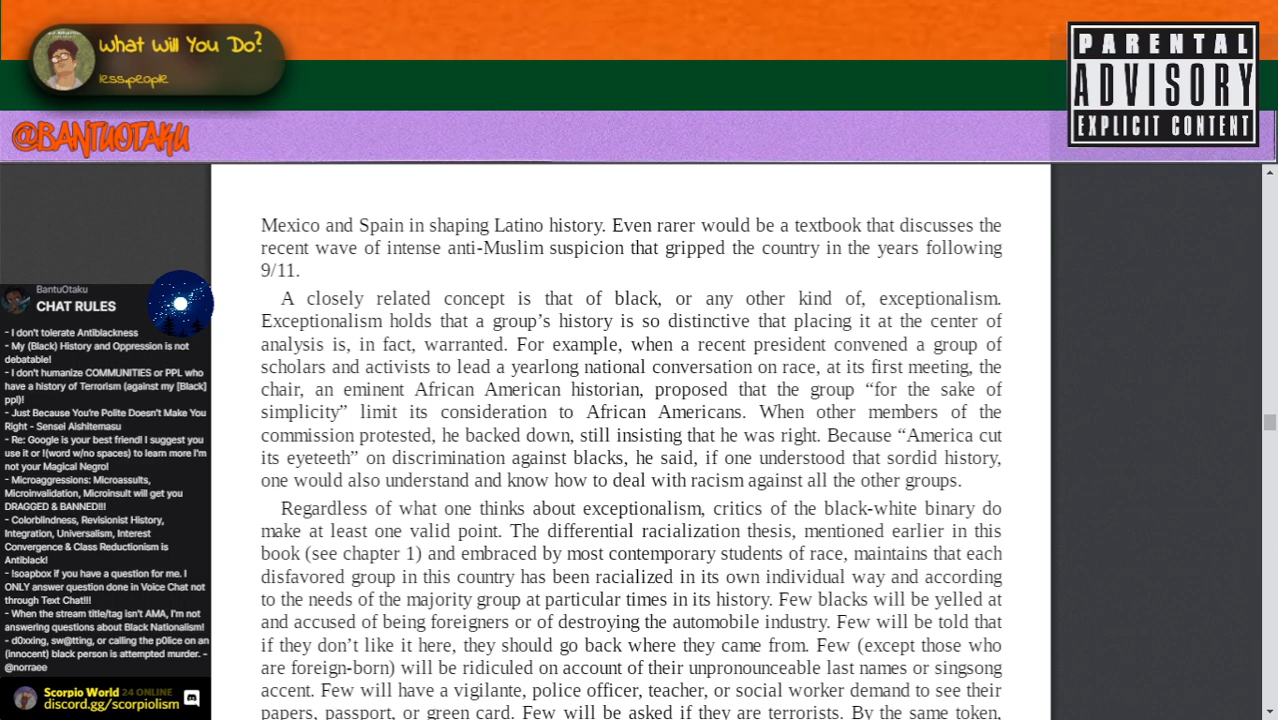 What Will You Do?
less.people
PARENTAL
ADVISORY
EXPLICIT CONTENT
@BANTUOTAKU
BantuOtaku
CHAT RULES
- I don't tolerate Antiblackness
- My (Black) History and Oppression is not
debatable!
- I don't humanize COMMUNITIES or PPL who
have a history of Terrorism (against my [Black]
ppl)!
- Just Because You're Polite Doesn't Make You
Right - Sensei Aishitemasu
- Re: Google is your best friend! I suggest you
use it or !(word w/no spaces) to learn more I'm
not your Magical Negro!
- Microaggressions: Microassults,
Microinvalidation, Microinsult will get you
DRAGGED & BANNED!!!
- Colorblindness, Revisionist History,
Integration, Universalism, Interest
Convergence & Class Reductionism is
Antiblack!
- !soapbox if you have a question for me. I
ONLY answer question done in Voice Chat not
through Text Chat!!!
- When the stream title/tag isn't AMA, I'm not
answering questions about Black Nationalism!
- d0xxing, sw@tting, or calling the p0lice on an
(innocent) black person is attempted murder. -
@norraee
Scorpio World 24 ONLINE
discord.gg/scorpiolism
Mexico and Spain in shaping Latino history. Even rarer would be a textbook that discusses the
recent wave of intense anti-Muslim suspicion that gripped the country in the years following
9/11.
A closely related concept is that of black, or any other kind of, exceptionalism.
Exceptionalism holds that a group's history is so distinctive that placing it at the center of
analysis is, in fact, warranted. For example, when a recent president convened a group of
scholars and activists to lead a yearlong national conversation on race, at its first meeting, the
chair, an eminent African American historian, proposed that the group “for the sake of
simplicity” limit its consideration to African Americans. When other members of the
commission protested, he backed down, still insisting that he was right. Because “America cut
its eyeteeth” on discrimination against blacks, he said, if one understood that sordid history,
one would also understand and know how to deal with racism against all the other groups.
Regardless of what one thinks about exceptionalism, critics of the black-white binary do
make at least one valid point. The differential racialization thesis, mentioned earlier in this
book (see chapter 1) and embraced by most contemporary students of race, maintains that each
disfavored group in this country has been racialized in its own individual way and according
to the needs of the majority group at particular times in its history. Few blacks will be yelled at
and accused of being foreigners or of destroying the automobile industry. Few will be told that
if they don't like it here, they should go back where they came from. Few (except those who
are foreign-born) will be ridiculed on account of their unpronounceable last names or singsong
accent. Few will have a vigilante, police officer, teacher, or social worker demand to see their
papers, passport, or green card. Few will be asked if they are terrorists. By the same token,